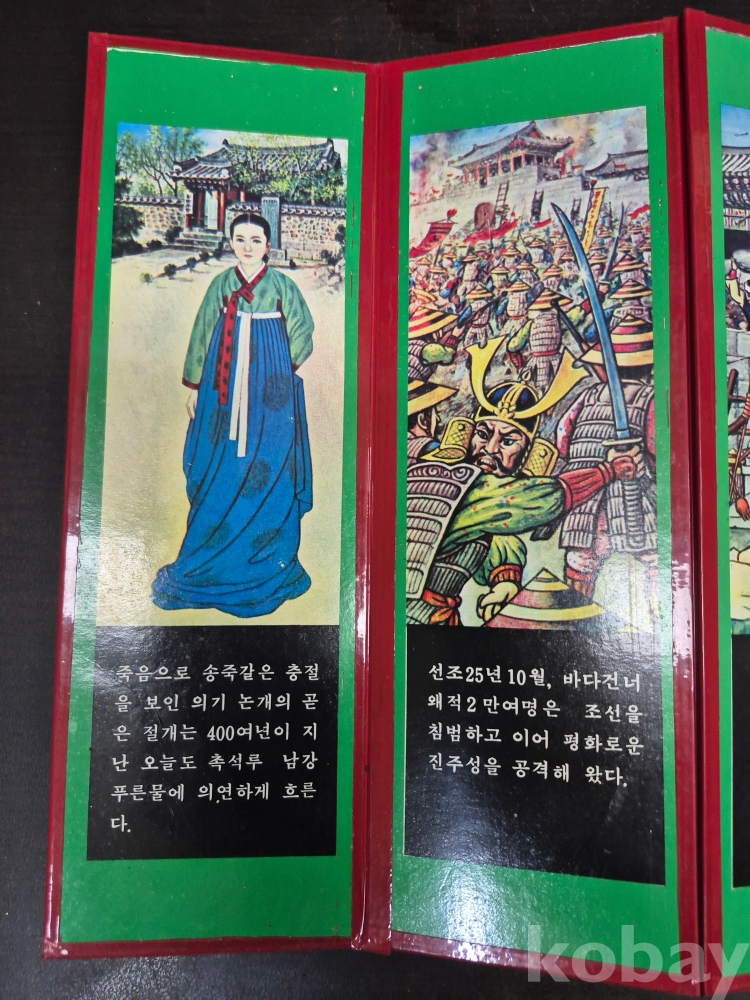 죽음으로 송죽같은 충절
을 보인 의기 논개의 곧
은 절개는 400여년이 지
난 오늘도 촉석루 남강
푸른물에 의연하게 흐른
다.
선조25년 10월, 바다건너
왜적2만여명은 조선을
침범하고 이어 평화로운
진주성을 공격해 왔다.
kobay